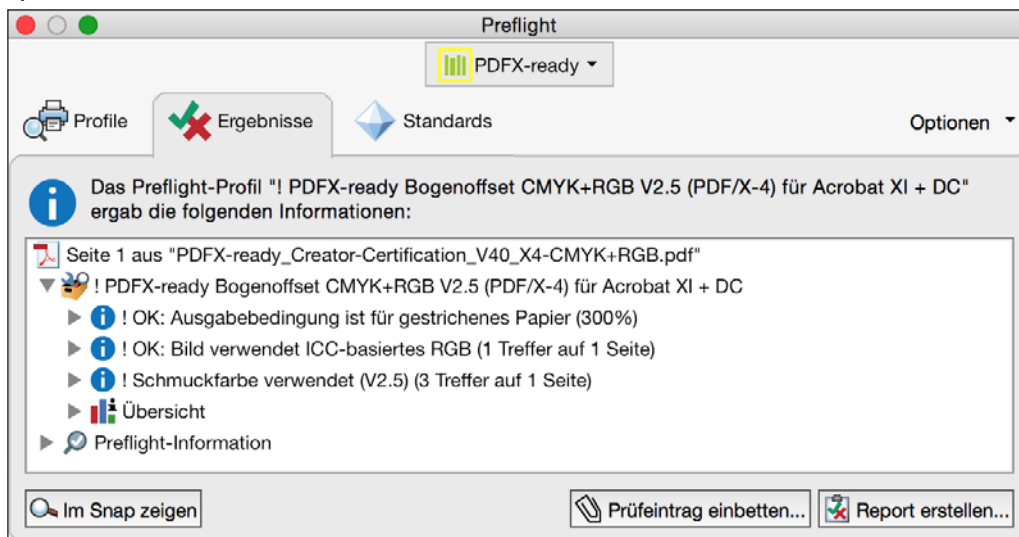 Preflight
PDFX-ready
Profile
Ergebnisse
Standards
Optionen
Das Preflight-Profil "! PDFX-ready Bogenoffset CMYK+RGB V2.5 (PDF/X-4) für Acrobat XI + DC"
ergab die folgenden Informationen:
Seite 1 aus "PDFX-ready_Creator-Certification_V40_X4-CMYK+RGB.pdf"
! PDFX-ready Bogenoffset CMYK+RGB V2.5 (PDF/X-4) für Acrobat XI + DC
! OK: Ausgabebedingung ist für gestrichenes Papier (300%)
! OK: Bild verwendet ICC-basiertes RGB (1 Treffer auf 1 Seite)
! Schmuckfarbe verwendet (V2.5) (3 Treffer auf 1 Seite)
Übersicht
Preflight-Information
Im Snap zeigen
Prüfeintrag einbetten...
Report erstellen...